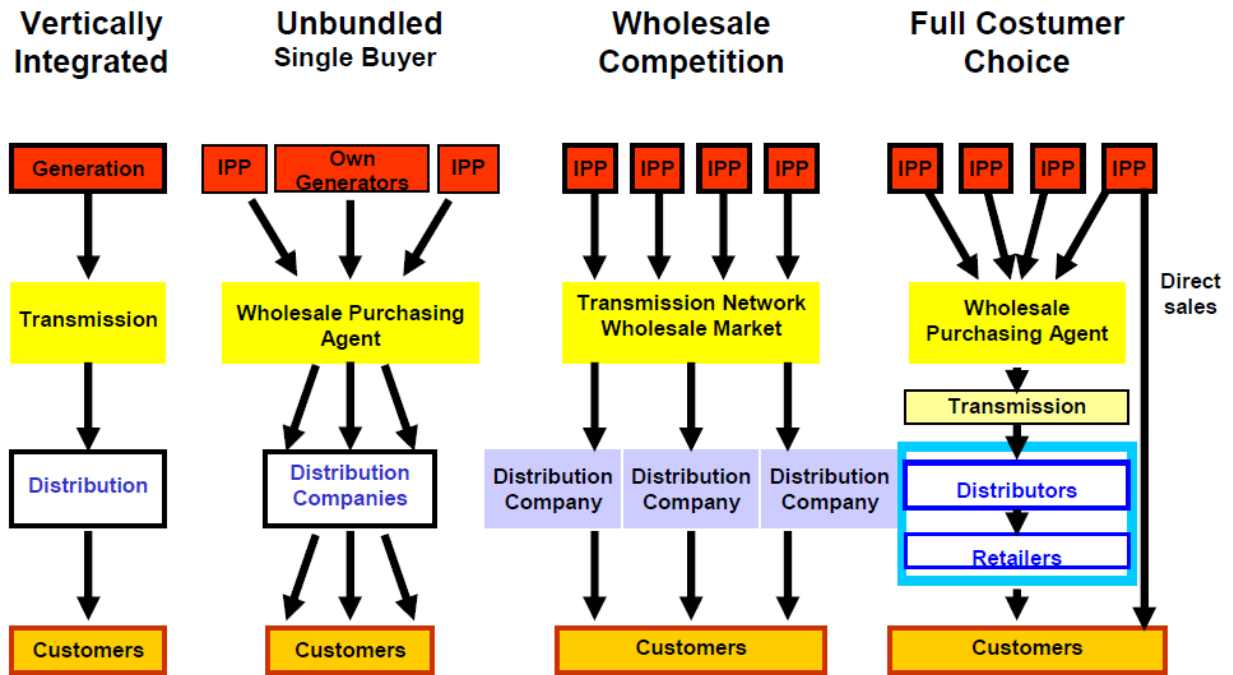 Vertically
Integrated
Unbundled
Single Buyer
Wholesale
Competition
Full Costumer
Choice
Generation
Transmission
Distribution
Customers
IPP
Own
Generators
IPP
Wholesale Purchasing
Agent
Distribution
Companies
Customers
IPP
IPP
IPP
IPP
Transmission Network
Wholesale Market
Distribution
Company
Distribution
Company
Distribution
Company
Customers
IPP
IPP
IPP
IPP
Direct
sales
Wholesale
Purchasing Agent
Transmission
Distributors
Retailers
Customers